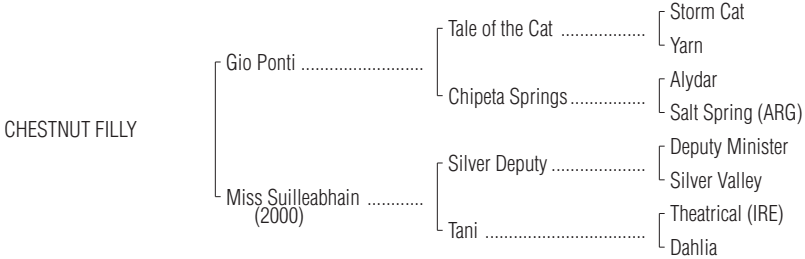 Storm Cat
Tale of the Cat ..................
Yarn
Gio Ponti .........................
Alydar
Chipeta Springs................
Salt Spring (ARG)
CHESTNUT FILLY
Deputy Minister
Silver Deputy ...................
Silver Valley
Miss Suilleabhain ............
(2000)
Theatrical (IRE)
Tani .................................
Dahlia